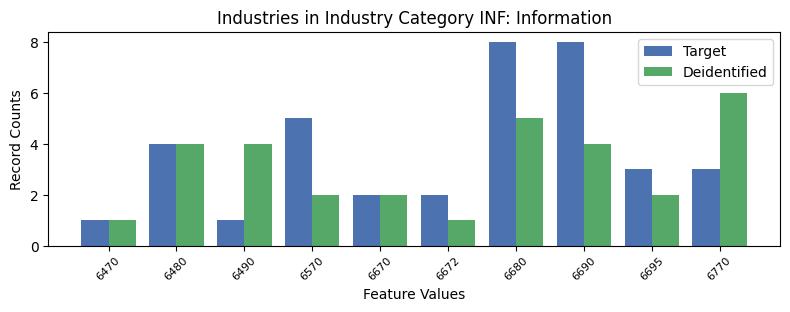 Industries in Industry Category INF: Information
Target
Deidentified
Record Counts
8
6
4
2
0
6470 6480 6490 6570 6670 6672 6680 6690 6695 6770
Feature Values